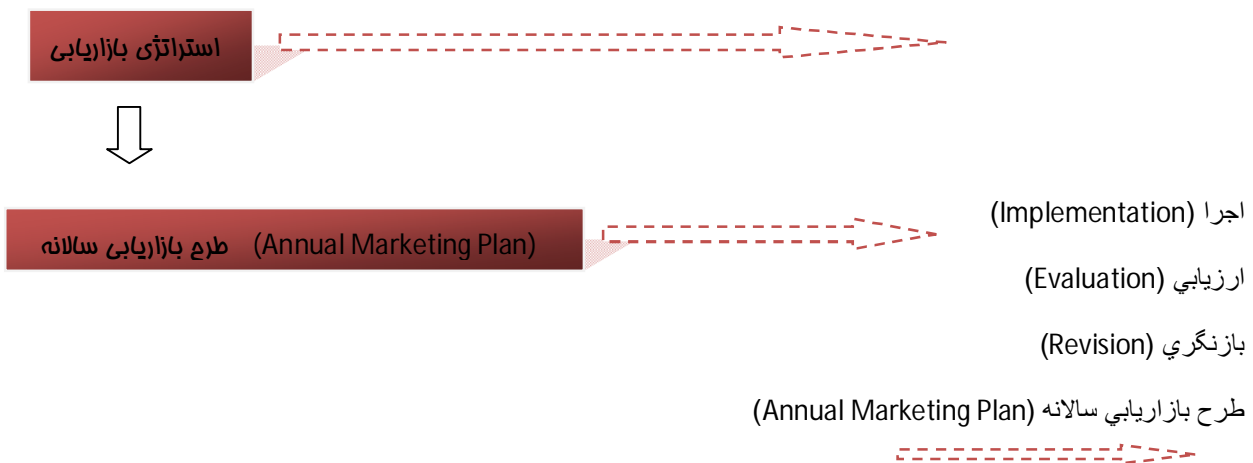 استراتژی بازاریابی
طرح بازاریابی سالانه (Annual Marketing Plan)
اجرا (Implementation)
ارزيابي (Evaluation)
بازنگري (Revision)
طرح بازاريابي سالانه (Annual Marketing Plan)